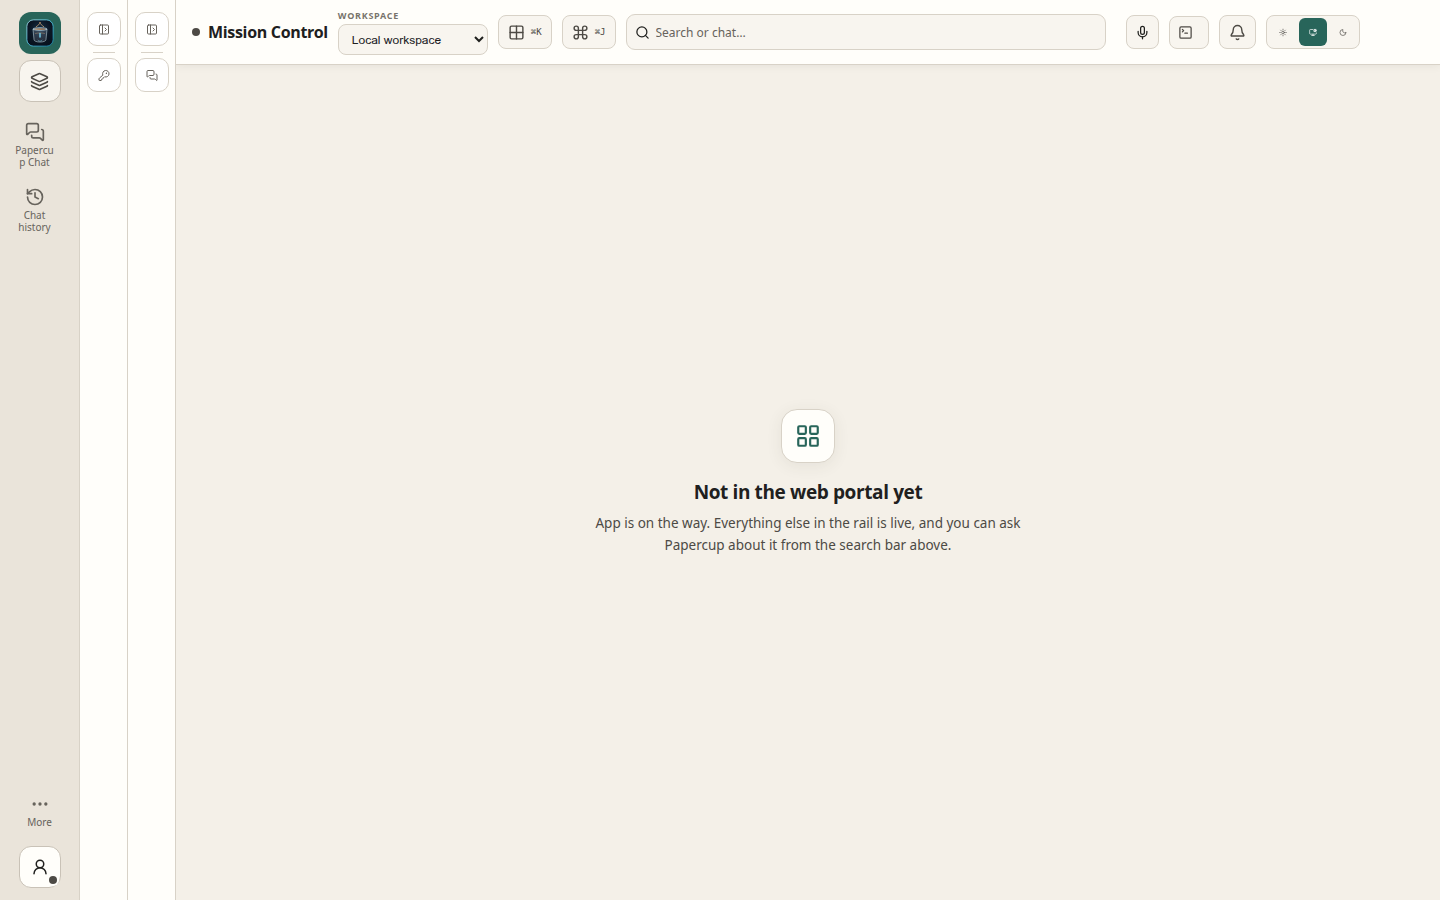 Mission Control
WORKSPACE
Local workspace
⌘K
⌘J
Search or chat...
Papercu
p Chat
Chat
history
Not in the web portal yet
App is on the way. Everything else in the rail is live, and you can ask
Papercup about it from the search bar above.
More